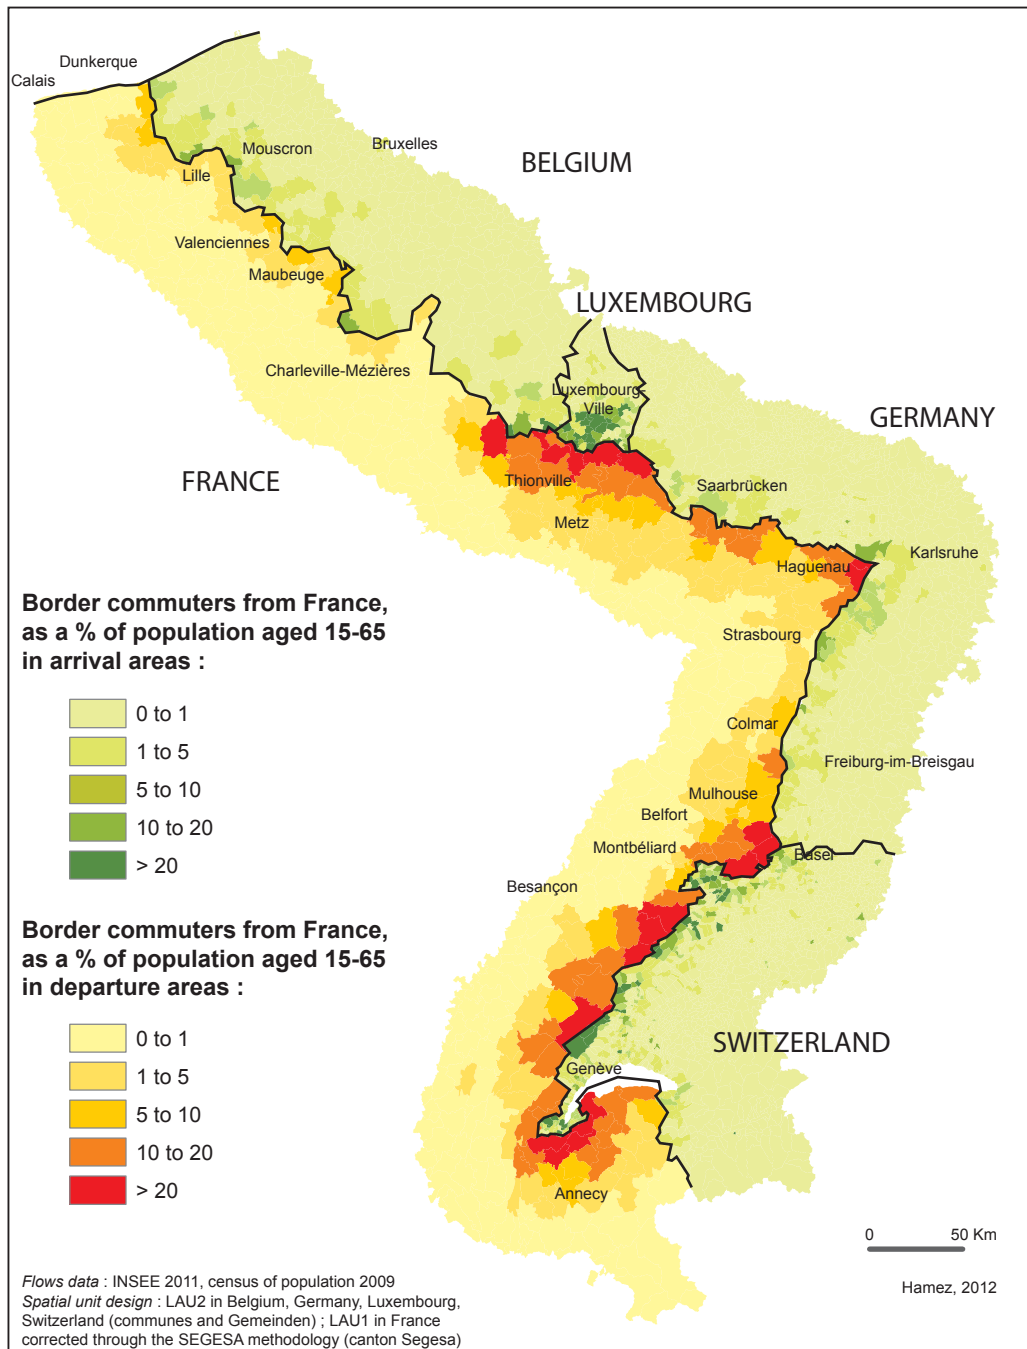 Dunkerque
Calais
Mouscron
Bruxelles
BELGIUM
Lille
Valenciennes
Maubeuge
LUXEMBOURG
Charleville-Mézières
Luxembourg-
Ville
GERMANY
FRANCE
Thionville
Saarbrücken
Metz
Karlsruhe
Haguenau
Strasbourg
Border commuters from France,
as a % of population aged 15-65
in arrival areas :
0 to 1
1 to 5
5 to 10
10 to 20
> 20
Colmar
Freiburg-im-Breisgau
Mulhouse
Belfort
Montbéliard
Basel
Besançon
Border commuters from France,
as a % of population aged 15-65
in departure areas :
0 to 1
1 to 5
5 to 10
10 to 20
> 20
SWITZERLAND
Genève
Annecy
0 50 Km
Hamez, 2012
Flows data : INSEE 2011, census of population 2009
Spatial unit design : LAU2 in Belgium, Germany, Luxembourg,
Switzerland (communes and Gemeinden) ; LAU1 in France
corrected through the SEGESA methodology (canton Segesa)